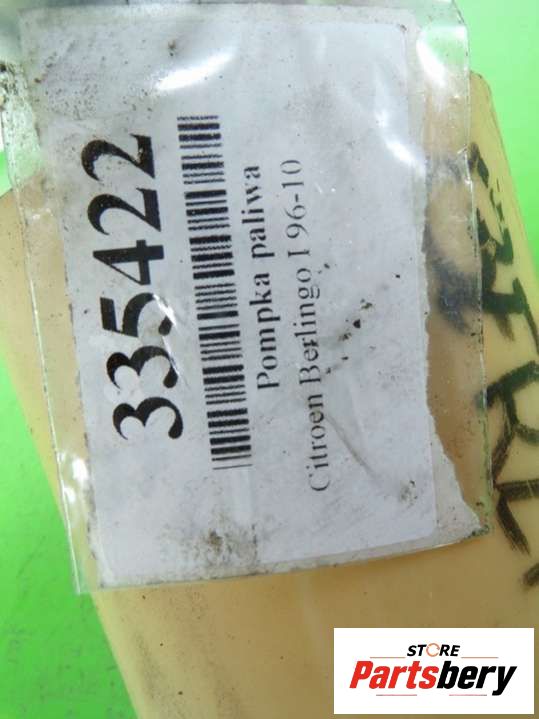 335422
Pompka paliwa
Citroen Berlingo I 96-10
STORE
Partsbery